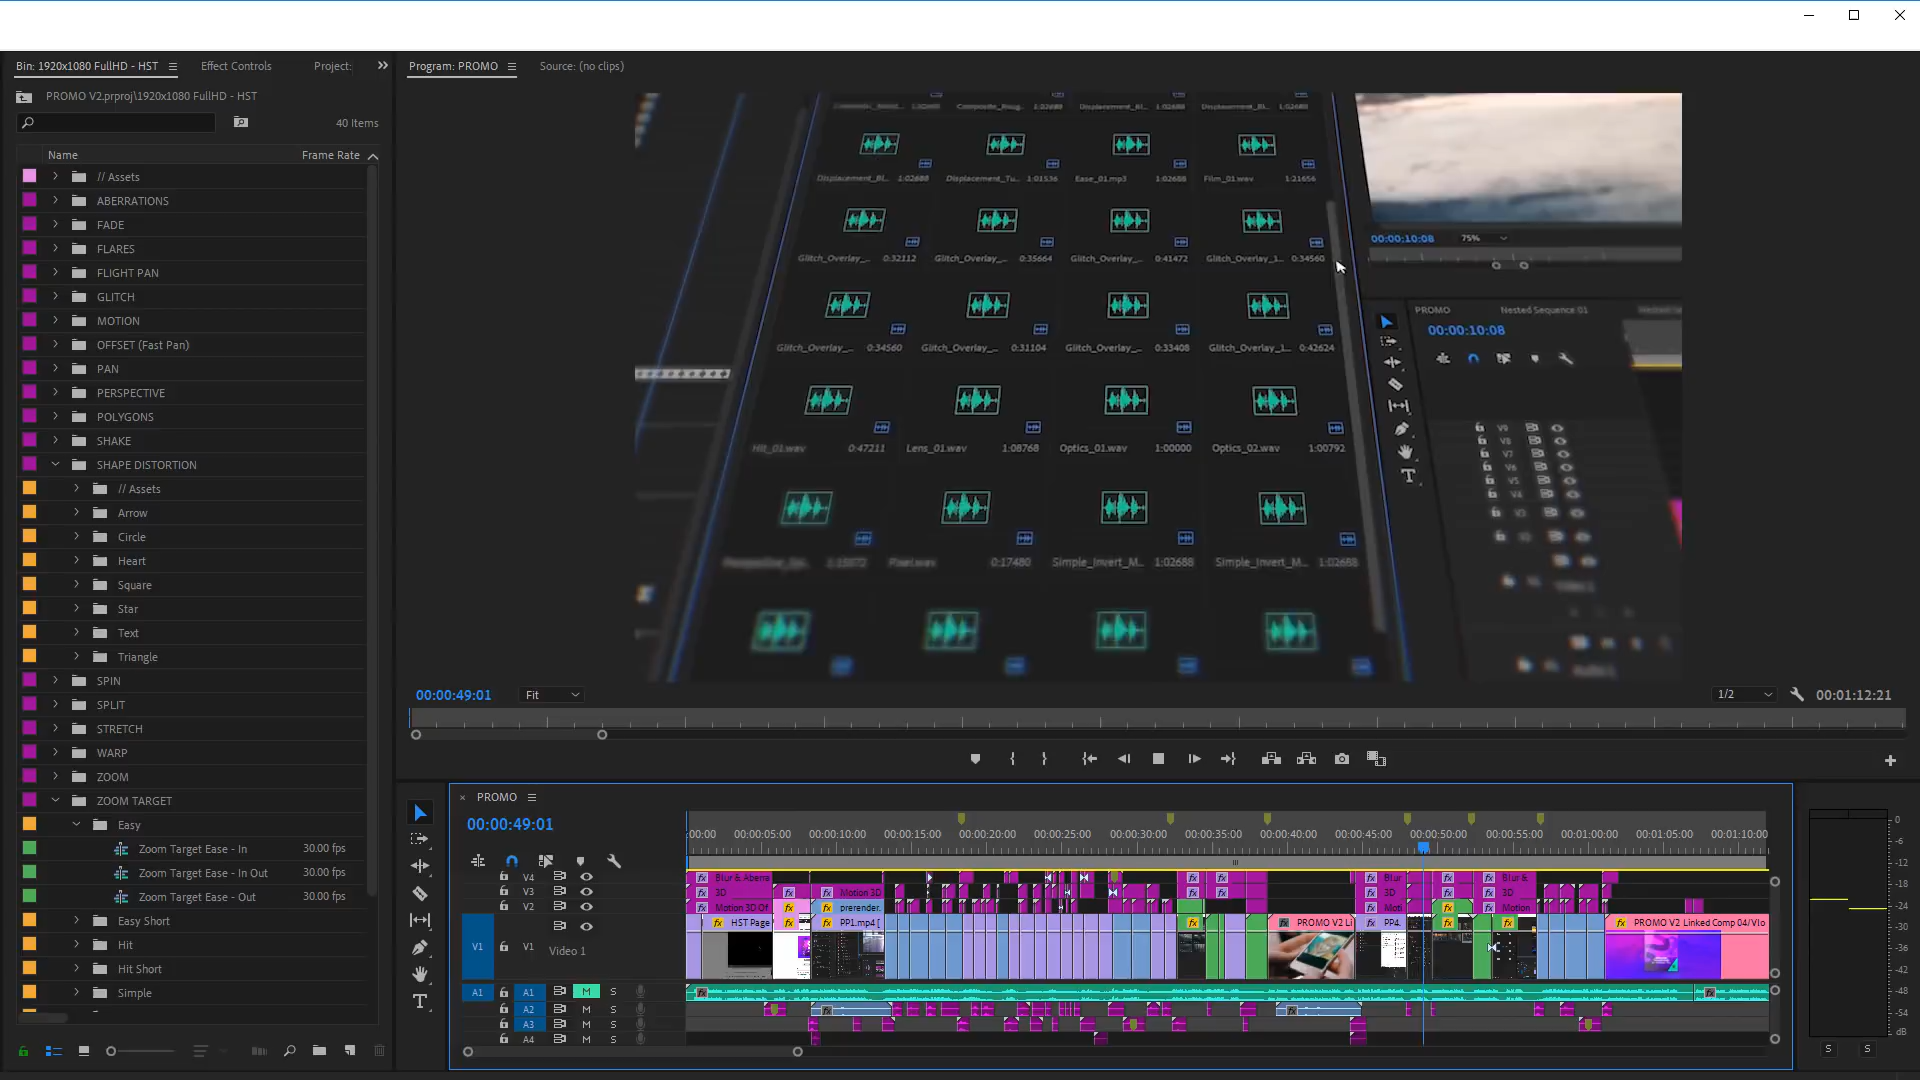 Bin: 1920x1080 FullHD - HST
Effect Controls
Project:
PROMO V2.prproj\1920x1080 FullHD - HST
40 Items
Name Frame Rate
// Assets
ABERRATIONS
FADE
FLARES
FLIGHT PAN
GLITCH
MOTION
OFFSET (Fast Pan)
PAN
PERSPECTIVE
POLYGONS
SHAKE
SHAPE DISTORTION
// Assets
Arrow
Circle
Heart
Square
Star
Text
Triangle
SPIN
SPLIT
STRETCH
WARP
ZOOM
ZOOM TARGET
Easy
Zoom Target Ease - In 30.00 fps
Zoom Target Ease - In Out 30.00 fps
Zoom Target Ease - Out 30.00 fps
Easy Short
Hit
Hit Short
Simple
Program: PROMO
Source: (no clips)
Displacement_Bl... 1:02688 Displacement_Tu... 1:01536 Ease_01.mp3 1:02688 Film_01.wav 1:21656
Glitch_Overlay_... 0:32112 Glitch_Overlay_... 0:35664 Glitch_Overlay_... 0:41472 Glitch_Overlay_1... 0:34560
Glitch_Overlay_... 0:34560 Glitch_Overlay_... 0:31104 Glitch_Overlay_... 0:33408 Glitch_Overlay_1... 0:42624
Hit_01.wav 0:47211 Lens_01.wav 1:08768 Optics_01.wav 1:00000 Optics_02.wav 1:00792
Pixel.wav 0:17480 Simple_Invert_M... 1:02688 Simple_Invert_M... 1:02688
00:00:10:08 75%
PROMO Nested Sequence 01
00:00:10:08
V9
V8
V7
V6
V5
V4
00:00:49:01 Fit 1/2 00:01:12:21
PROMO
00:00:49:01
:00:00 00:00:05:00 00:00:10:00 00:00:15:00 00:00:20:00 00:00:25:00 00:00:30:00 00:00:35:00 00:00:40:00 00:00:45:00 00:00:50:00 00:00:55:00 00:01:00:00 00:01:05:00 00:01:10:00
V4 Blur & Aberra Blur Blur &
V3 3D Motion 3D 3D 3D
V2 Motion 3D Of prerender. Moti Motion
HST Page PP1.mp4 [ PROMO V2 Li PP4. PROMO V2 Linked Comp 04/Vlo
V1 V1 Video 1
A1 A1 M S
A2 M S
A3 M S
A4 M S
0
-6
-12
-18
-24
-30
-36
-42
-48
-54
dB
S S